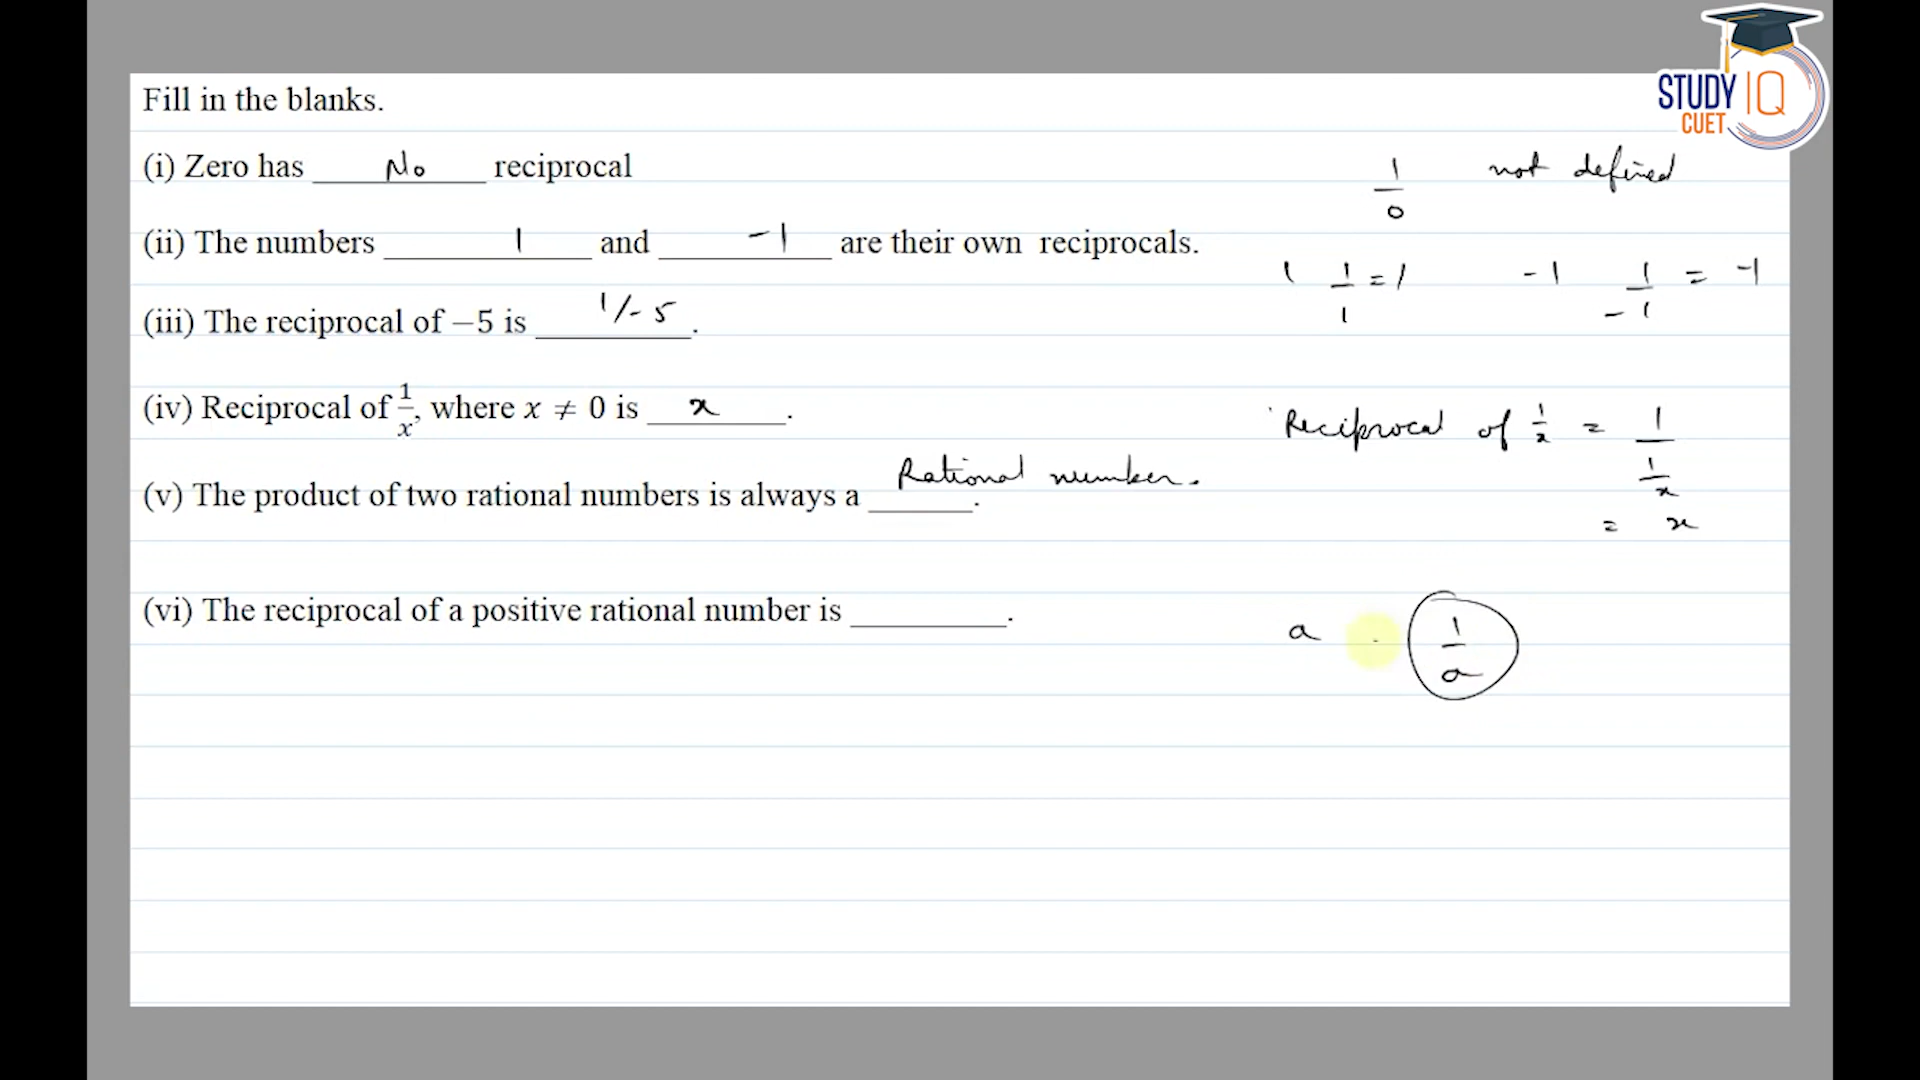 STUDY IQ
CUET
Fill in the blanks.
(i) Zero has No reciprocal
1/0 not defined
(ii) The numbers 1 and -1 are their own reciprocals.
1 1/1 = 1 -1 1/-1 = -1
(iii) The reciprocal of −5 is 1/-5.
(iv) Reciprocal of 1/x, where x ≠ 0 is x.
Reciprocal of 1/x = 1/(1/x)
= x
(v) The product of two rational numbers is always a Rational number.
(vi) The reciprocal of a positive rational number is ________.
a 1/a